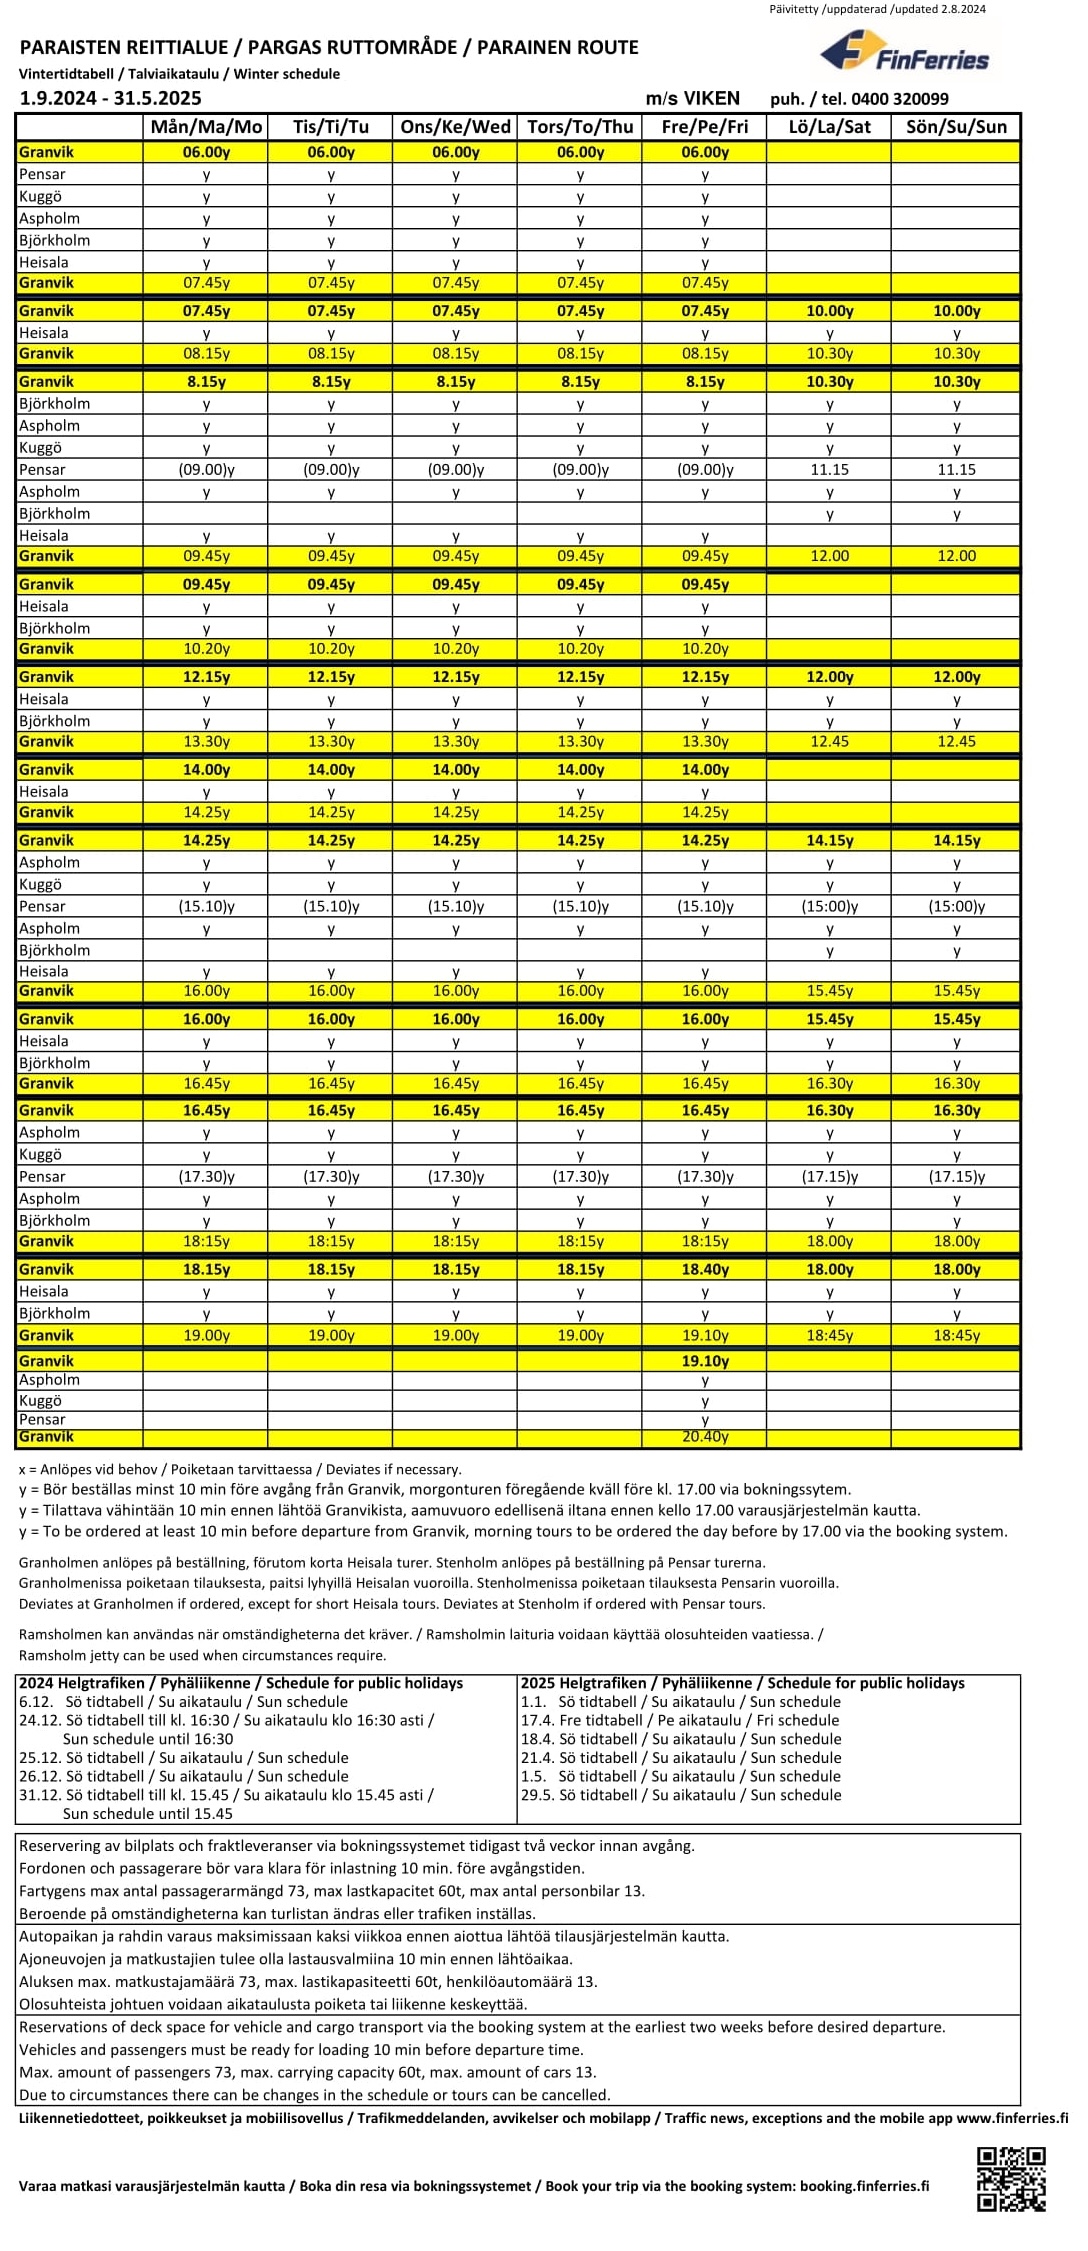 Päivitetty /uppdaterad /updated 2.8.2024
PARAISTEN REITTIALUE / PARGAS RUTTOMRÅDE / PARAINEN ROUTE
FinFerries
Vintertidtabell / Talviaikataulu / Winter schedule
1.9.2024 - 31.5.2025 m/s VIKEN puh. / tel. 0400 320099
Mån/Ma/Mo Tis/Ti/Tu Ons/Ke/Wed Tors/To/Thu Fre/Pe/Fri Lö/La/Sat Sön/Su/Sun
Granvik 06.00y 06.00y 06.00y 06.00y 06.00y
Pensar y y y y y
Kuggö y y y y y
Aspholm y y y y y
Björkholm y y y y y
Heisala y y y y y
Granvik 07.45y 07.45y 07.45y 07.45y 07.45y
Granvik 07.45y 07.45y 07.45y 07.45y 07.45y 10.00y 10.00y
Heisala y y y y y y y
Granvik 08.15y 08.15y 08.15y 08.15y 08.15y 10.30y 10.30y
Granvik 8.15y 8.15y 8.15y 8.15y 8.15y 10.30y 10.30y
Björkholm y y y y y y y
Aspholm y y y y y y y
Kuggö y y y y y y y
Pensar (09.00)y (09.00)y (09.00)y (09.00)y (09.00)y 11.15 11.15
Aspholm y y y y y y y
Björkholm y y
Heisala y y y y y
Granvik 09.45y 09.45y 09.45y 09.45y 09.45y 12.00 12.00
Granvik 09.45y 09.45y 09.45y 09.45y 09.45y
Heisala y y y y y
Björkholm y y y y y
Granvik 10.20y 10.20y 10.20y 10.20y 10.20y
Granvik 12.15y 12.15y 12.15y 12.15y 12.15y 12.00y 12.00y
Heisala y y y y y y y
Björkholm y y y y y y y
Granvik 13.30y 13.30y 13.30y 13.30y 13.30y 12.45 12.45
Granvik 14.00y 14.00y 14.00y 14.00y 14.00y
Heisala y y y y y
Granvik 14.25y 14.25y 14.25y 14.25y 14.25y
Granvik 14.25y 14.25y 14.25y 14.25y 14.25y 14.15y 14.15y
Aspholm y y y y y y y
Kuggö y y y y y y y
Pensar (15.10)y (15.10)y (15.10)y (15.10)y (15.10)y (15:00)y (15:00)y
Aspholm y y y y y y y
Björkholm y y
Heisala y y y y y
Granvik 16.00y 16.00y 16.00y 16.00y 16.00y 15.45y 15.45y
Granvik 16.00y 16.00y 16.00y 16.00y 16.00y 15.45y 15.45y
Heisala y y y y y y y
Björkholm y y y y y y y
Granvik 16.45y 16.45y 16.45y 16.45y 16.45y 16.30y 16.30y
Granvik 16.45y 16.45y 16.45y 16.45y 16.45y 16.30y 16.30y
Aspholm y y y y y y y
Kuggö y y y y y y y
Pensar (17.30)y (17.30)y (17.30)y (17.30)y (17.30)y (17.15)y (17.15)y
Aspholm y y y y y y y
Björkholm y y y y y y y
Granvik 18:15y 18:15y 18:15y 18:15y 18:15y 18.00y 18.00y
Granvik 18.15y 18.15y 18.15y 18.15y 18.40y 18.00y 18.00y
Heisala y y y y y y y
Björkholm y y y y y y y
Granvik 19.00y 19.00y 19.00y 19.00y 19.10y 18:45y 18:45y
Granvik 19.10y
Aspholm y
Kuggö y
Pensar y
Granvik 20.40y
x = Anlöpes vid behov / Poiketaan tarvittaessa / Deviates if necessary.
y = Bör beställas minst 10 min före avgång från Granvik, morgonturen föregående kväll före kl. 17.00 via bokningssytem.
y = Tilattava vähintään 10 min ennen lähtöä Granvikista, aamuvuoro edellisenä iltana ennen kello 17.00 varausjärjestelmän kautta.
y = To be ordered at least 10 min before departure from Granvik, morning tours to be ordered the day before by 17.00 via the booking system.
Granholmen anlöpes på beställning, förutom korta Heisala turer. Stenholm anlöpes på beställning på Pensar turerna.
Granholmenissa poiketaan tilauksesta, paitsi lyhyillä Heisalan vuoroilla. Stenholmenissa poiketaan tilauksesta Pensarin vuoroilla.
Deviates at Granholmen if ordered, except for short Heisala tours. Deviates at Stenholm if ordered with Pensar tours.
Ramsholmen kan användas när omständigheterna det kräver. / Ramsholmin laituria voidaan käyttää olosuhteiden vaatiessa. /
Ramsholm jetty can be used when circumstances require.
2024 Helgtrafiken / Pyhäliikenne / Schedule for public holidays
6.12. Sö tidtabell / Su aikataulu / Sun schedule
24.12. Sö tidtabell till kl. 16:30 / Su aikataulu klo 16:30 asti /
Sun schedule until 16:30
25.12. Sö tidtabell / Su aikataulu / Sun schedule
26.12. Sö tidtabell / Su aikataulu / Sun schedule
31.12. Sö tidtabell till kl. 15.45 / Su aikataulu klo 15.45 asti /
Sun schedule until 15.45
2025 Helgtrafiken / Pyhäliikenne / Schedule for public holidays
1.1. Sö tidtabell / Su aikataulu / Sun schedule
17.4. Fre tidtabell / Pe aikataulu / Fri schedule
18.4. Sö tidtabell / Su aikataulu / Sun schedule
21.4. Sö tidtabell / Su aikataulu / Sun schedule
1.5. Sö tidtabell / Su aikataulu / Sun schedule
29.5. Sö tidtabell / Su aikataulu / Sun schedule
Reservering av bilplats och fraktleveranser via bokningssystemet tidigast två veckor innan avgång.
Fordonen och passagerare bör vara klara för inlastning 10 min. före avgångstiden.
Fartygens max antal passagerarmängd 73, max lastkapacitet 60t, max antal personbilar 13.
Beroende på omständigheterna kan turlistan ändras eller trafiken inställas.
Autopaikan ja rahdin varaus maksimissaan kaksi viikkoa ennen aiottua lähtöä tilausjärjestelmän kautta.
Ajoneuvojen ja matkustajien tulee olla lastausvalmiina 10 min ennen lähtöaikaa.
Aluksen max. matkustajamäärä 73, max. lastikapasiteetti 60t, henkilöautomäärä 13.
Olosuhteista johtuen voidaan aikataulusta poiketa tai liikenne keskeyttää.
Reservations of deck space for vehicle and cargo transport via the booking system at the earliest two weeks before desired departure.
Vehicles and passengers must be ready for loading 10 min before departure time.
Max. amount of passengers 73, max. carrying capacity 60t, max. amount of cars 13.
Due to circumstances there can be changes in the schedule or tours can be cancelled.
Liikennetiedotteet, poikkeukset ja mobiilisovellus / Trafikmeddelanden, avvikelser och mobilapp / Traffic news, exceptions and the mobile app www.finferries.fi
Varaa matkasi varausjärjestelmän kautta / Boka din resa via bokningssystemet / Book your trip via the booking system: booking.finferries.fi